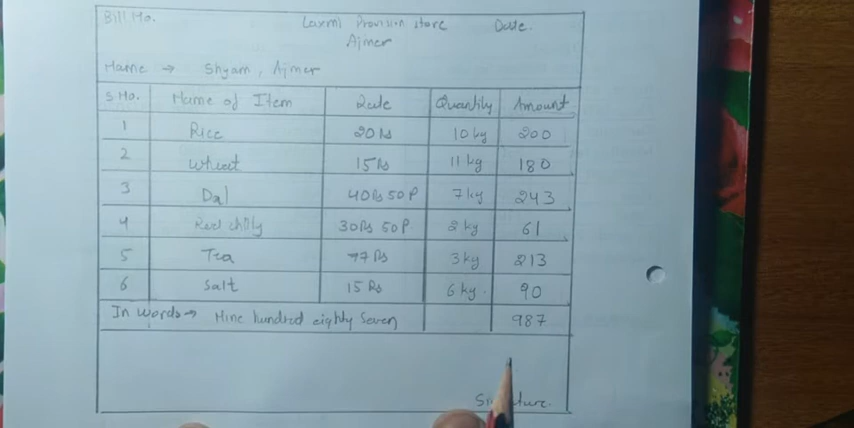 Bill No. Laxmi Provision store Date.
Ajmer
Name → Shyam, Ajmer
S.No. Name of Item Rate Quantity Amount
1 Rice 20 Rs 10 kg 200
2 Wheat 15 Rs 11 kg 180
3 Dal 40 Rs 50 P 7 kg 243
4 Red chilly 30 Rs 50 P. 2 kg 61
5 Tea 77 Rs 3 kg 213
6 Salt 15 Rs 6 kg. 90
In words → Nine hundred eighty Seven 987